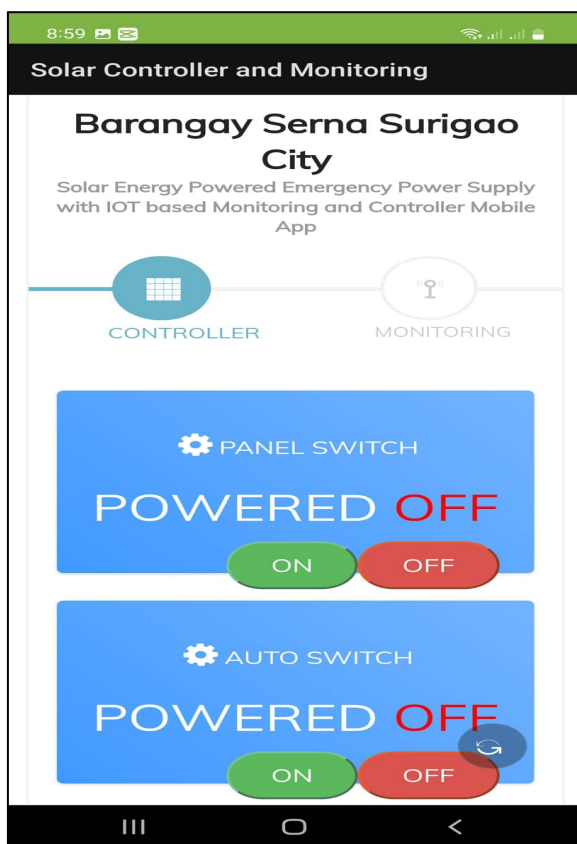 8:59
Solar Controller and Monitoring
Barangay Serna Surigao
City
Solar Energy Powered Emergency Power Supply
with IOT based Monitoring and Controller Mobile
App
CONTROLLER
MONITORING
PANEL SWITCH
POWERED OFF
ON OFF
AUTO SWITCH
POWERED OFF
ON OFF